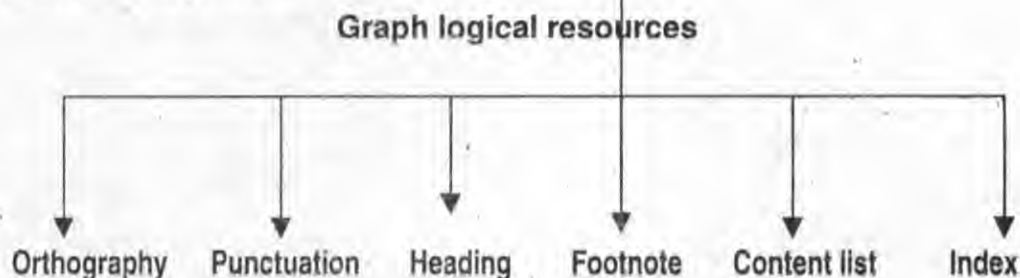 Graph logical resources
Orthography Punctuation Heading Footnote Content list Index